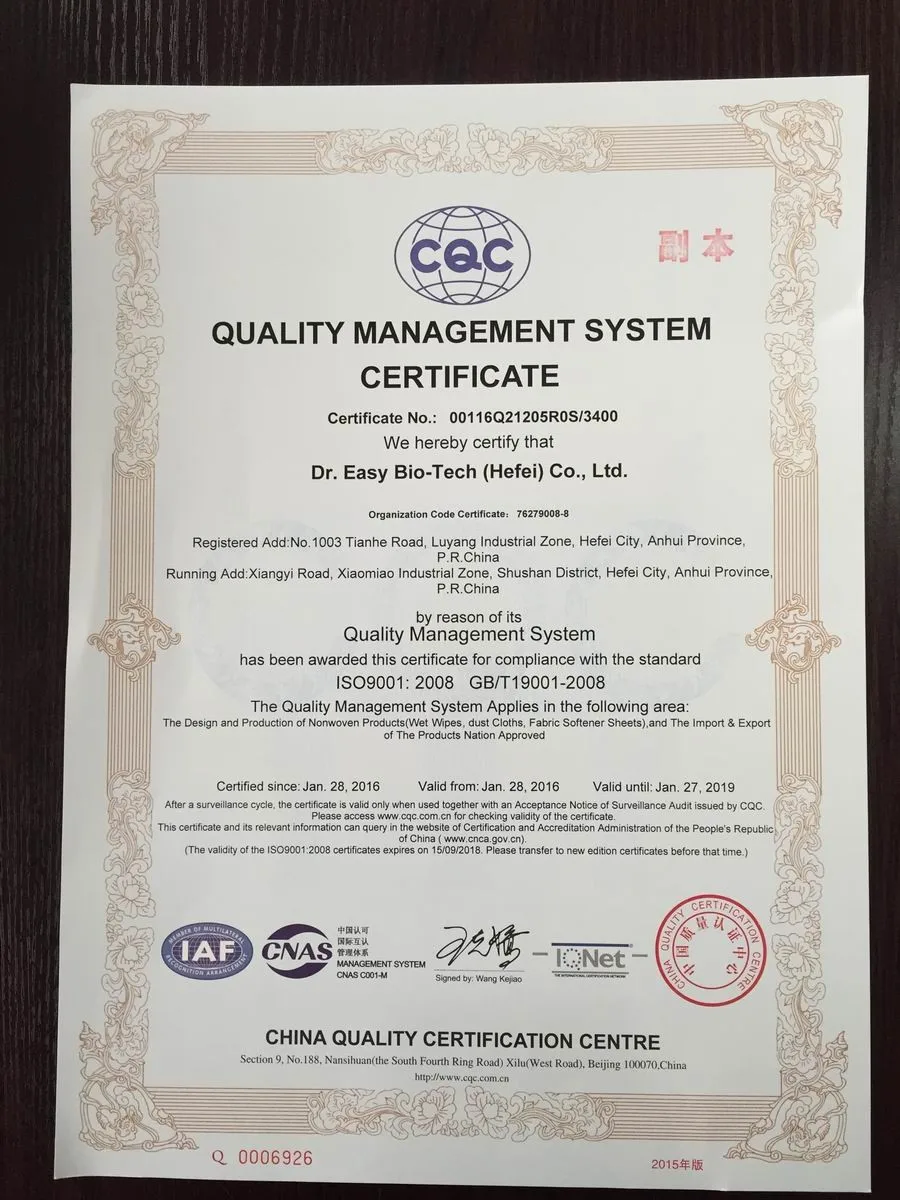 CQC
副本
QUALITY MANAGEMENT SYSTEM
CERTIFICATE
Certificate No.: 00116Q21205R0S/3400
We hereby certify that
Dr. Easy Bio-Tech (Hefei) Co., Ltd.
Organization Code Certificate: 76279008-8
Registered Add:No.1003 Tianhe Road, Luyang Industrial Zone, Hefei City, Anhui Province,
P.R.China
Running Add:Xiangyi Road, Xiaomiao Industrial Zone, Shushan District, Hefei City, Anhui Province,
P.R.China
by reason of its
Quality Management System
has been awarded this certificate for compliance with the standard
ISO9001: 2008 GB/T19001-2008
The Quality Management System Applies in the following area:
The Design and Production of Nonwoven Products(Wet Wipes, dust Cloths, Fabric Softener Sheets),and The Import & Export
of The Products Nation Approved
Certified since: Jan. 28, 2016 Valid from: Jan. 28, 2016 Valid until: Jan. 27, 2019
After a surveillance cycle, the certificate is valid only when used together with an Acceptance Notice of Surveillance Audit issued by CQC.
Please access www.cqc.com.cn for checking validity of the certificate.
This certificate and its relevant information can query in the website of Certification and Accreditation Administration of the People's Republic
of China ( www.cnca.gov.cn).
(The validity of the ISO9001:2008 certificates expires on 15/09/2018. Please transfer to new edition certificates before that time.)
MEMBER OF MULTILATERAL
IAF
RECOGNITION ARRANGEMENT
CNAS
中国认可
国际互认
管理体系
MANAGEMENT SYSTEM
CNAS C001-M
Signed by: Wang Kejiao
IQNet
THE INTERNATIONAL CERTIFICATION NETWORK
CHINA QUALITY CERTIFICATION CENTRE
中国质量认证中心
CHINA QUALITY CERTIFICATION CENTRE
Section 9, No.188, Nansihuan(the South Fourth Ring Road) Xilu(West Road), Beijing 100070,China
http://www.cqc.com.cn
Q 0006926
2015年版